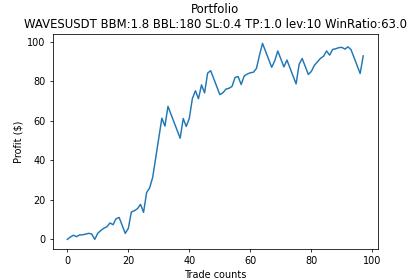 Portfolio
WAVESUSDT BBM:1.8 BBL:180 SL:0.4 TP:1.0 lev:10 WinRatio:63.0
100
80
60
40
20
0
Profit ($)
0 20 40 60 80 100
Trade counts